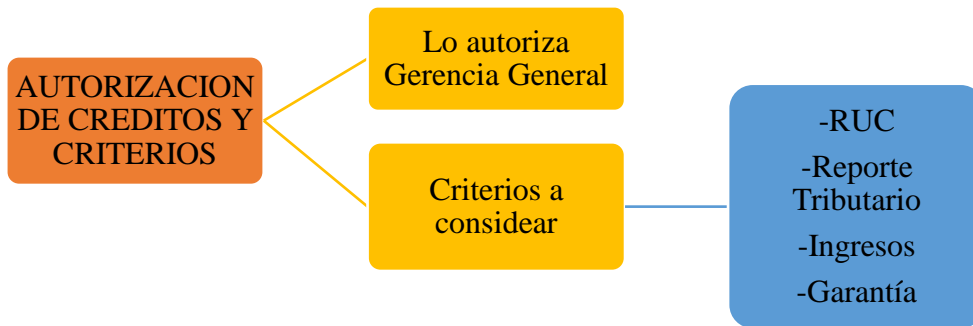 AUTORIZACION
DE CREDITOS Y
CRITERIOS
Lo autoriza
Gerencia General
Criterios a
considear
-RUC
-Reporte
Tributario
-Ingresos
-Garantía